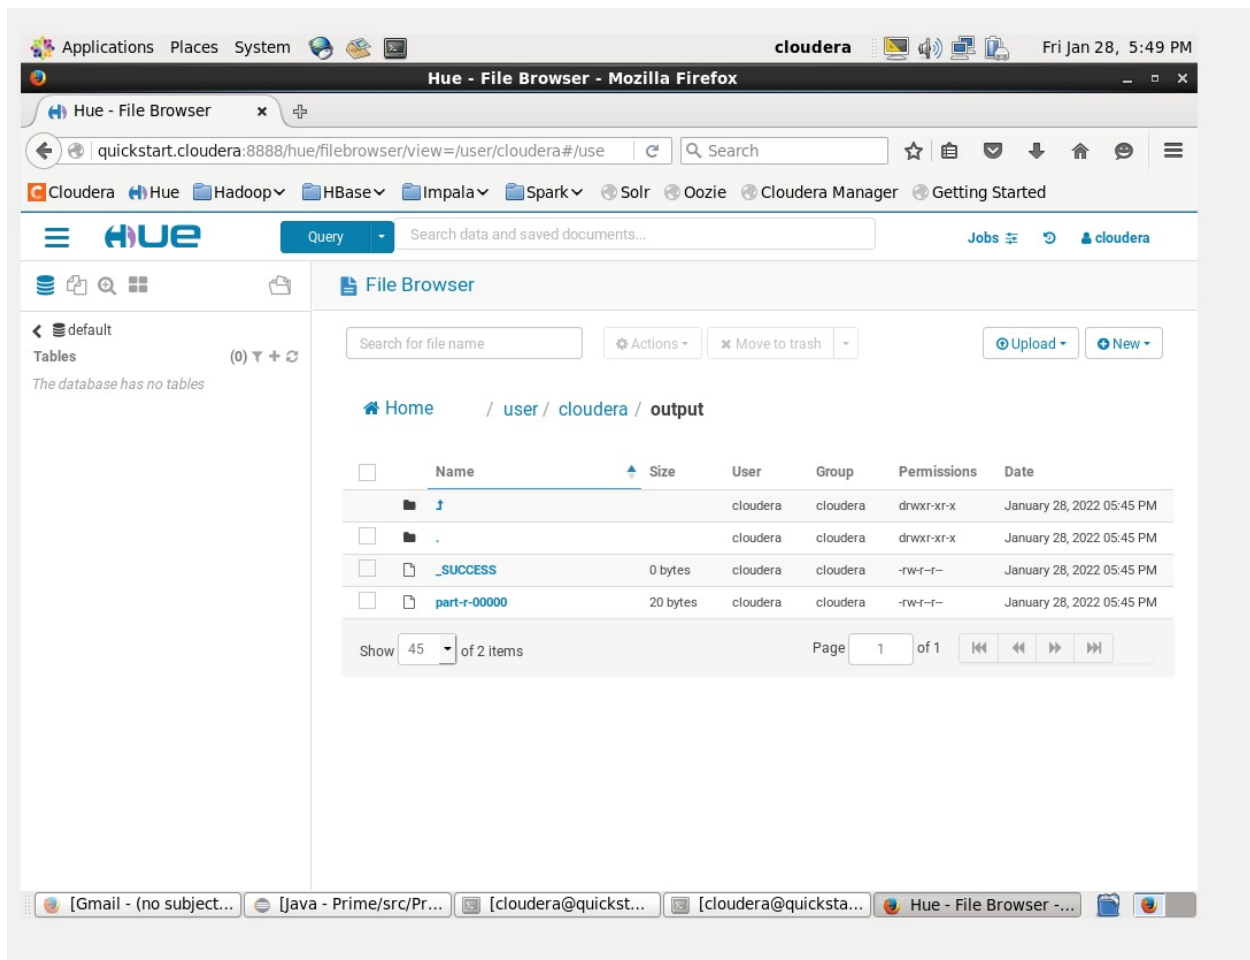 Applications Places System cloudera Fri Jan 28, 5:49 PM
Hue - File Browser - Mozilla Firefox
Hue - File Browser
quickstart.cloudera:8888/hue/filebrowser/view=/user/cloudera#/use Search
Cloudera Hue Hadoop HBase Impala Spark Solr Oozie Cloudera Manager Getting Started
HUE Query Search data and saved documents... Jobs cloudera
File Browser
default
Tables (0)
The database has no tables
Search for file name Actions Move to trash Upload New
Home / user / cloudera / output
Name Size User Group Permissions Date
cloudera cloudera drwxr-xr-x January 28, 2022 05:45 PM
. cloudera cloudera drwxr-xr-x January 28, 2022 05:45 PM
_SUCCESS 0 bytes cloudera cloudera -rw-r--r-- January 28, 2022 05:45 PM
part-r-00000 20 bytes cloudera cloudera -rw-r--r-- January 28, 2022 05:45 PM
Show 45 of 2 items Page 1 of 1
[Gmail - (no subject... [Java - Prime/src/Pr... [cloudera@quickst... [cloudera@quicksta... Hue - File Browser -...